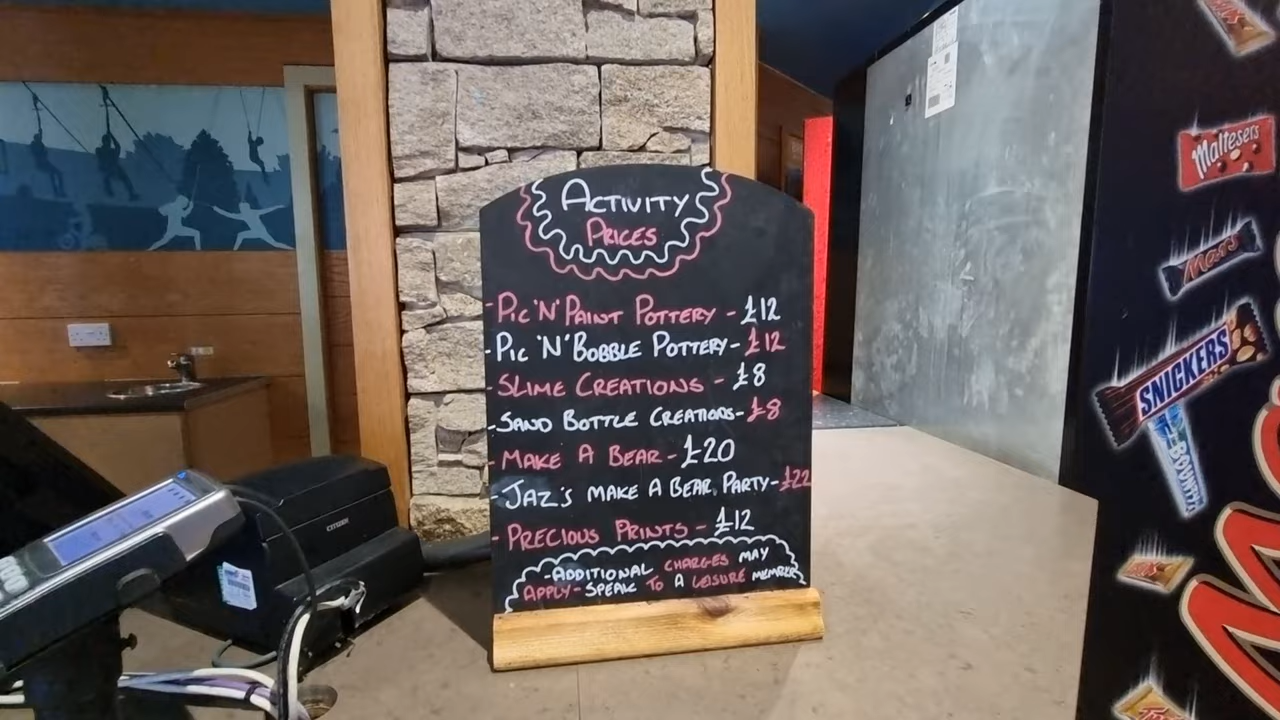 ACTIVITY
PRICES
- PIC 'N' PAINT POTTERY - £12
- PIC 'N' BOBBLE POTTERY - £12
- SLIME CREATIONS - £8
- SAND BOTTLE CREATIONS - £8
- MAKE A BEAR - £20
- JAZ'S MAKE A BEAR PARTY - £22
- PRECIOUS PRINTS - £12
- ADDITIONAL CHARGES MAY
APPLY - SPEAK TO A LEISURE MEMBER
CITIZEN
Maltesers
Mars
SNICKERS
BOUNTY
Twix